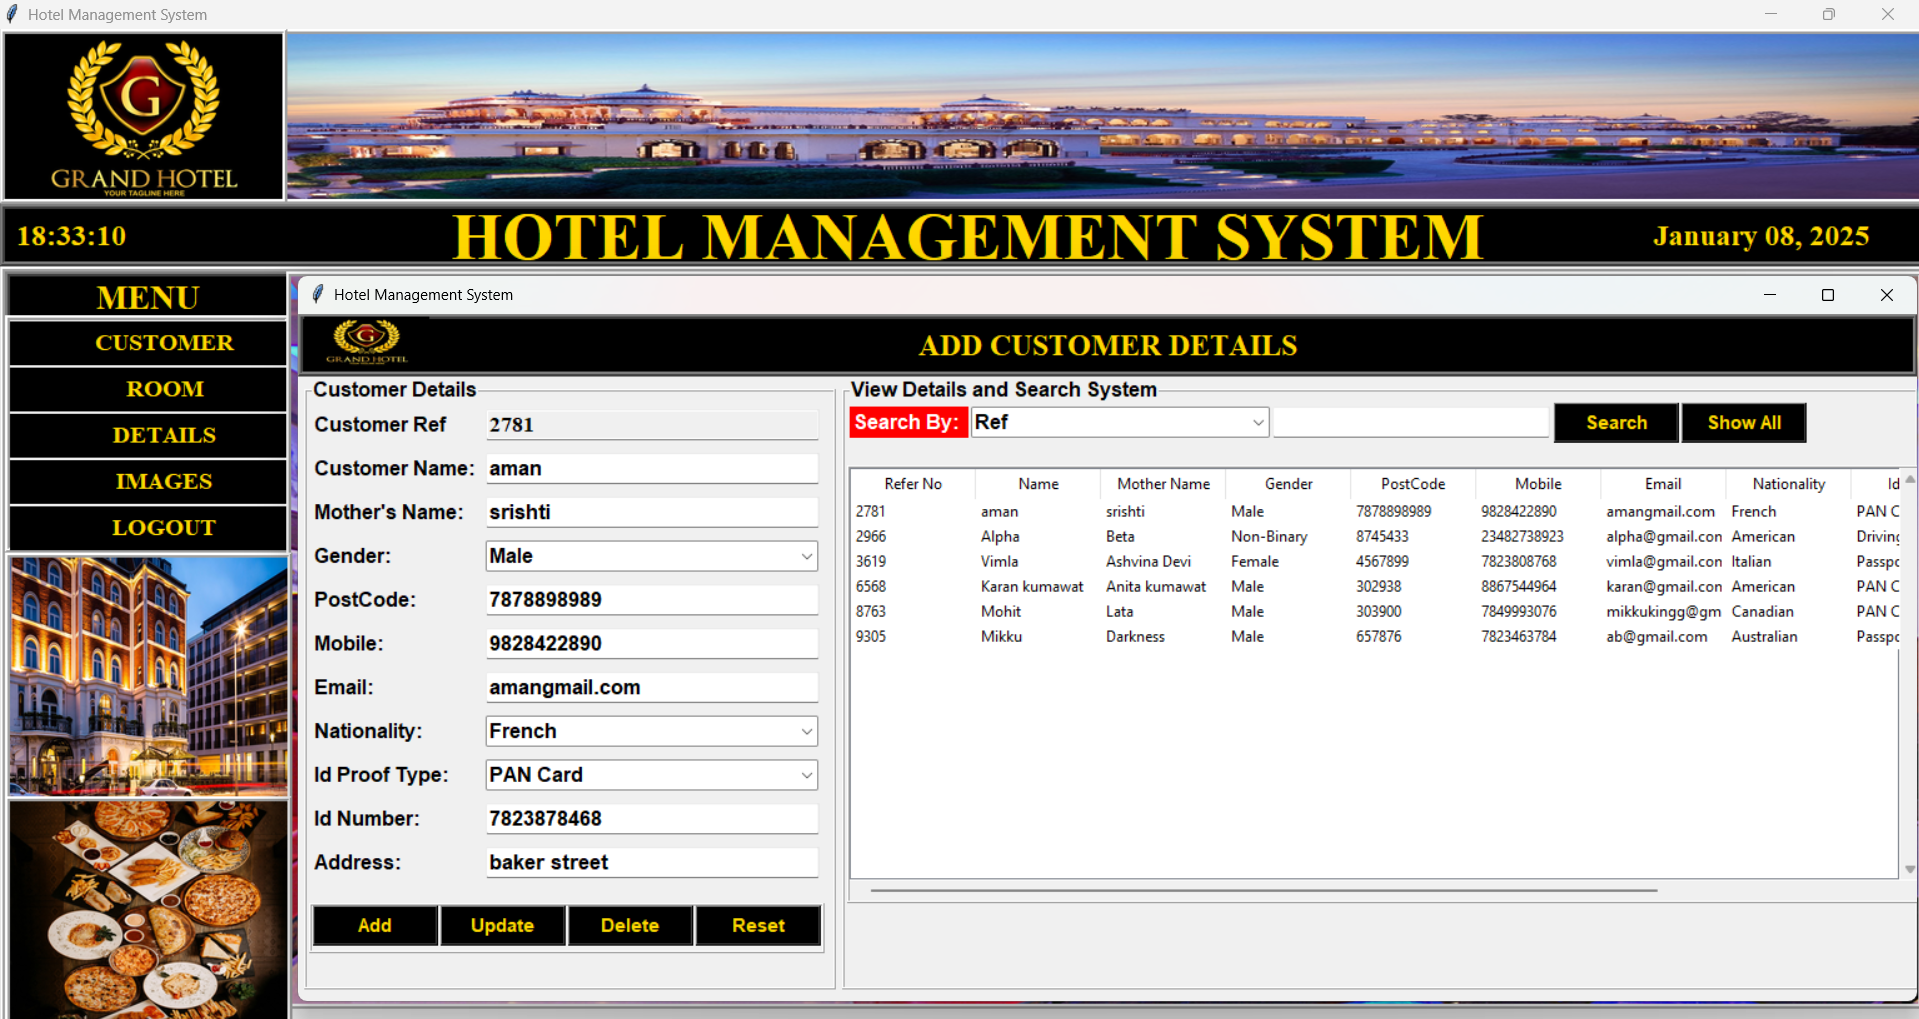 Hotel Management System
G
GRAND HOTEL
YOUR TAGLINE HERE
18:33:10 HOTEL MANAGEMENT SYSTEM January 08, 2025
MENU
CUSTOMER
ROOM
DETAILS
IMAGES
LOGOUT
Hotel Management System
G
GRAND HOTEL
ADD CUSTOMER DETAILS
Customer Details
Customer Ref 2781
Customer Name: aman
Mother's Name: srishti
Gender: Male
PostCode: 7878898989
Mobile: 9828422890
Email: amangmail.com
Nationality: French
Id Proof Type: PAN Card
Id Number: 7823878468
Address: baker street
Add Update Delete Reset
View Details and Search System
Search By: Ref Search Show All
Refer No Name Mother Name Gender PostCode Mobile Email Nationality Id
2781 aman srishti Male 7878898989 9828422890 amangmail.com French PAN C
2966 Alpha Beta Non-Binary 8745433 23482738923 alpha@gmail.con American Driving
3619 Vimla Ashvina Devi Female 4567899 7823808768 vimla@gmail.con Italian Passpo
6568 Karan kumawat Anita kumawat Male 302938 8867544964 karan@gmail.con American PAN C
8763 Mohit Lata Male 303900 7849993076 mikkukingg@gm Canadian PAN C
9305 Mikku Darkness Male 657876 7823463784 ab@gmail.com Australian Passpo